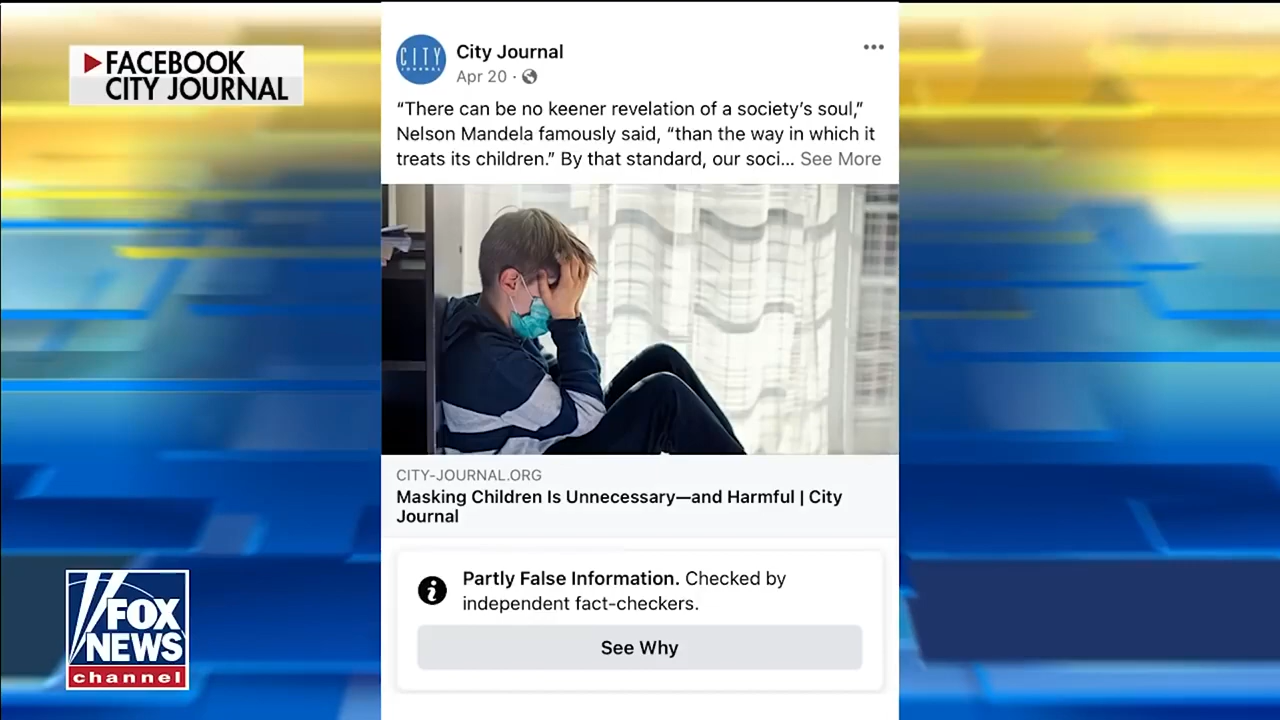 FACEBOOK
CITY JOURNAL
CITY
JOURNAL
City Journal
Apr 20 ·
“There can be no keener revelation of a society’s soul,”
Nelson Mandela famously said, “than the way in which it
treats its children.” By that standard, our soci... See More
CITY-JOURNAL.ORG
Masking Children Is Unnecessary—and Harmful | City
Journal
Partly False Information. Checked by
independent fact-checkers.
See Why
FOX
NEWS
channel